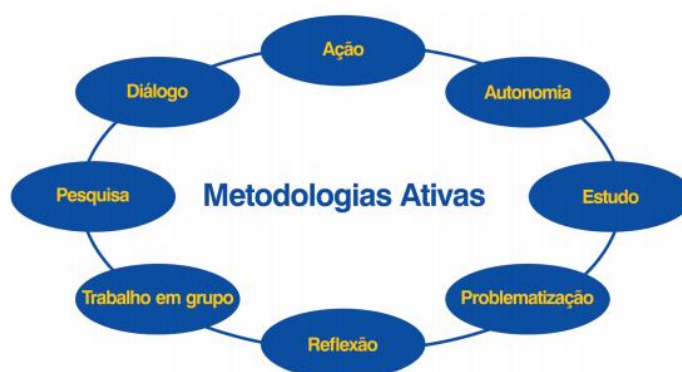 Ação
Diálogo
Autonomia
Pesquisa
Metodologias Ativas
Estudo
Trabalho em grupo
Problematização
Reflexão